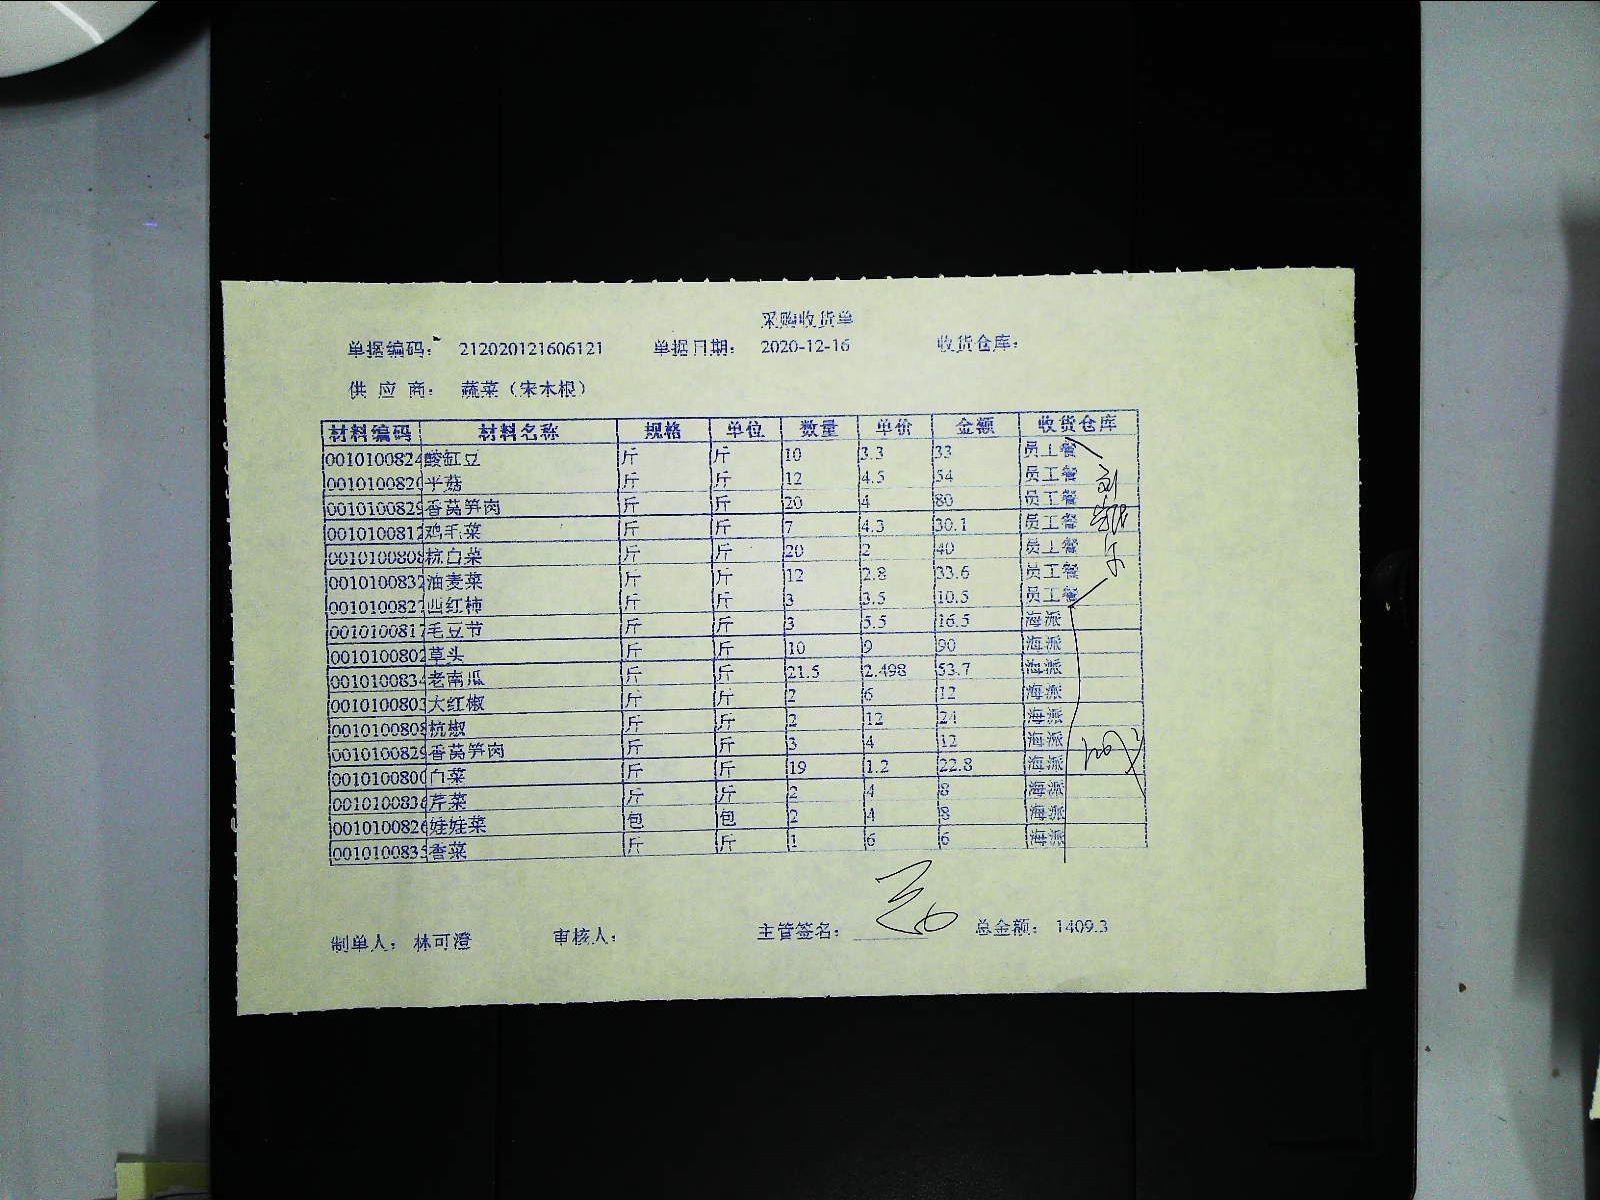 采购收货单
单据编码： 212020121606121 单据日期： 2020-12-16 收货仓库：
供 应 商： 蔬菜（宋木根）
材料编码 材料名称 规格 单位 数量 单价 金额 收货仓库
0010100824 酸缸豆 斤 斤 10 3.3 33 员工餐
001010082 平菇 斤 斤 12 4.5 54 员工餐
0010100829 香莴笋肉 斤 斤 20 4 80 员工餐
0010100812 鸡毛菜 斤 斤 7 4.3 30.1 员工餐
0010100808 杭白菜 斤 斤 20 2 40 员工餐
0010100832 油麦菜 斤 斤 12 2.8 33.6 员工餐
0010100827 西红柿 斤 斤 3 3.5 10.5 员工餐
0010100817 毛豆节 斤 斤 3 5.5 16.5 海派
0010100802 草头 斤 斤 10 9 90 海派
0010100834 老南瓜 斤 斤 21.5 2.498 53.7 海派
0010100803 大红椒 斤 斤 2 6 12 海派
0010100808 杭椒 斤 斤 2 12 24 海派
0010100829 香莴笋肉 斤 斤 3 4 12 海派
0010100800 白菜 斤 斤 19 1.2 22.8 海派
0010100836 芹菜 斤 斤 2 4 8 海派
0010100826 娃娃菜 包 包 2 4 8 海派
0010100835 香菜 斤 斤 1 6 6 海派
制单人： 林可澄 审核人： 主管签名： 总金额： 1409.3